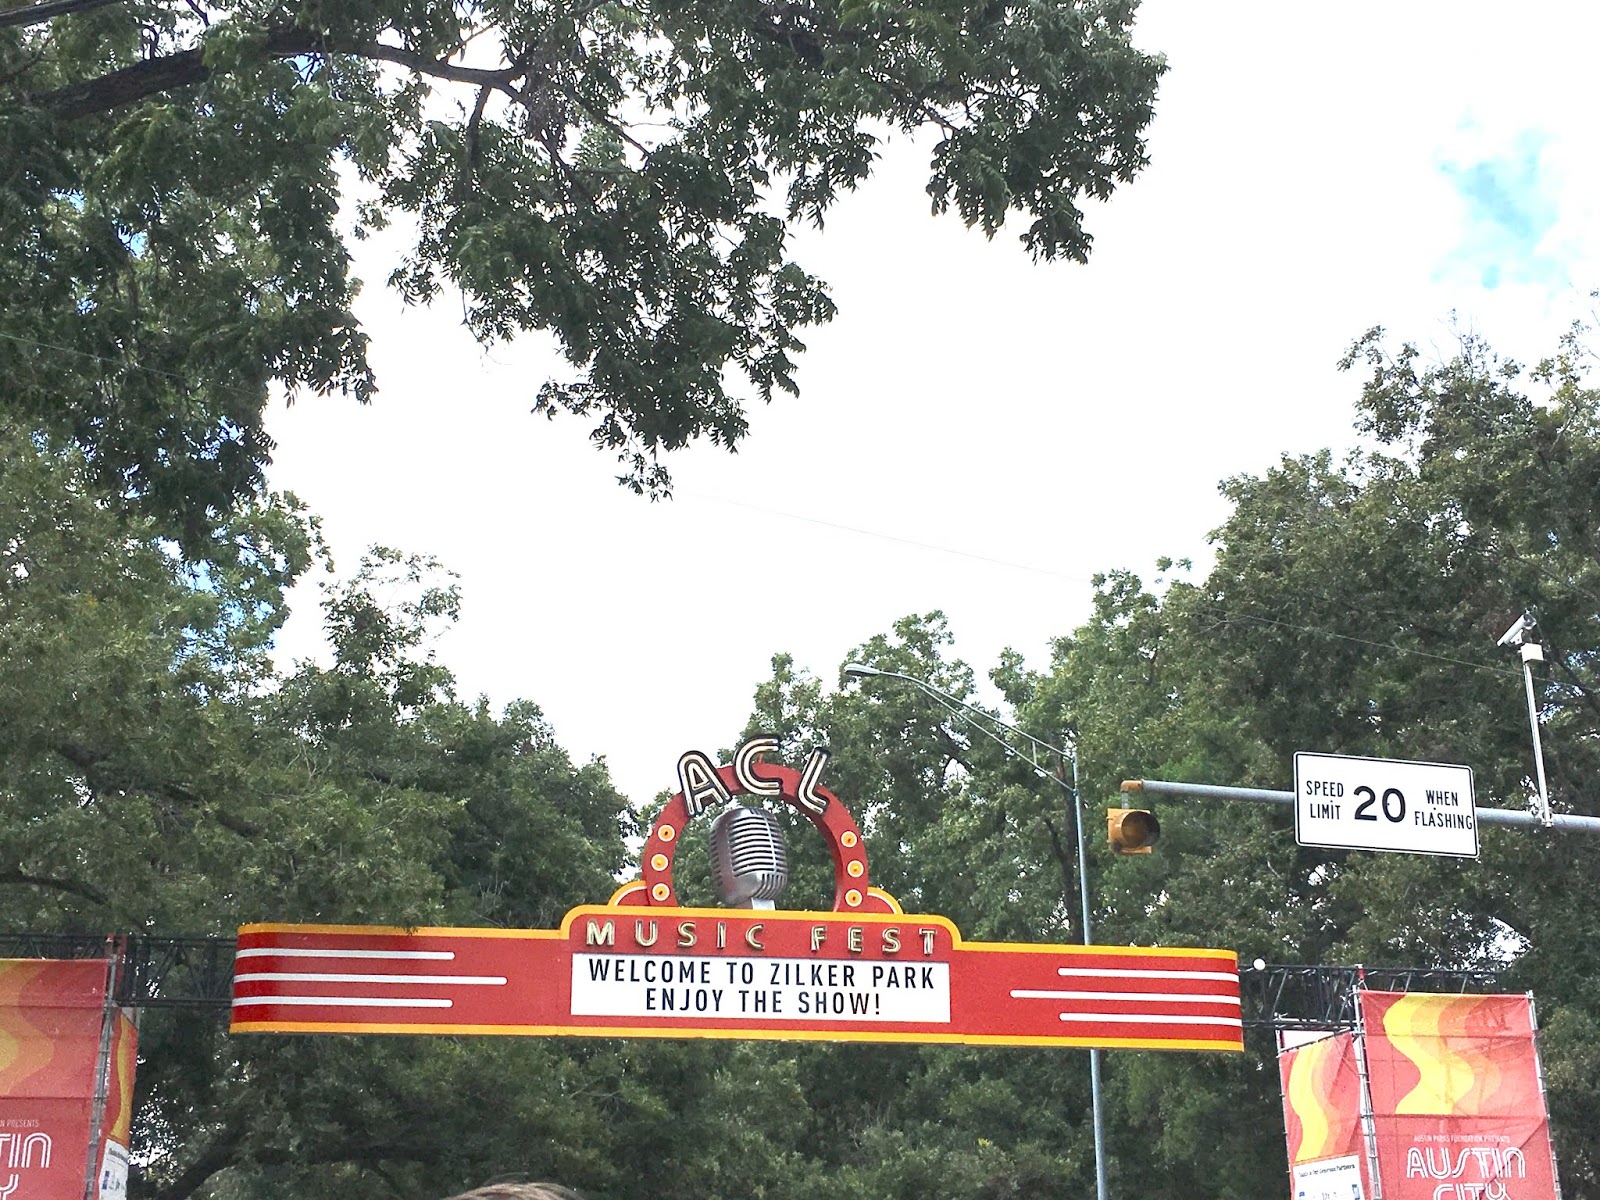 ACL
MUSIC FEST
WELCOME TO ZILKER PARK
ENJOY THE SHOW!
SPEED LIMIT 20 WHEN FLASHING
AUSTIN PARKS FOUNDATION PRESENTS
AUSTIN
CITY
PRESENTS